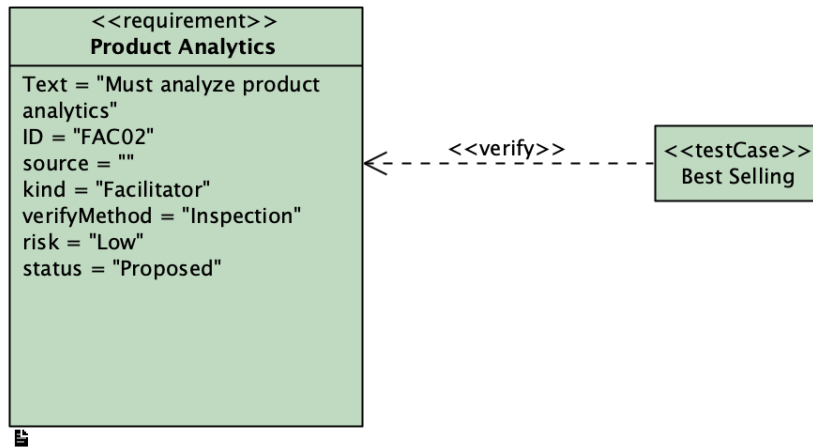 <<requirement>>
Product Analytics
Text = "Must analyze product
analytics"
ID = "FAC02"
source = ""
kind = "Facilitator"
verifyMethod = "Inspection"
risk = "Low"
status = "Proposed"
<<verify>>
<<testCase>>
Best Selling